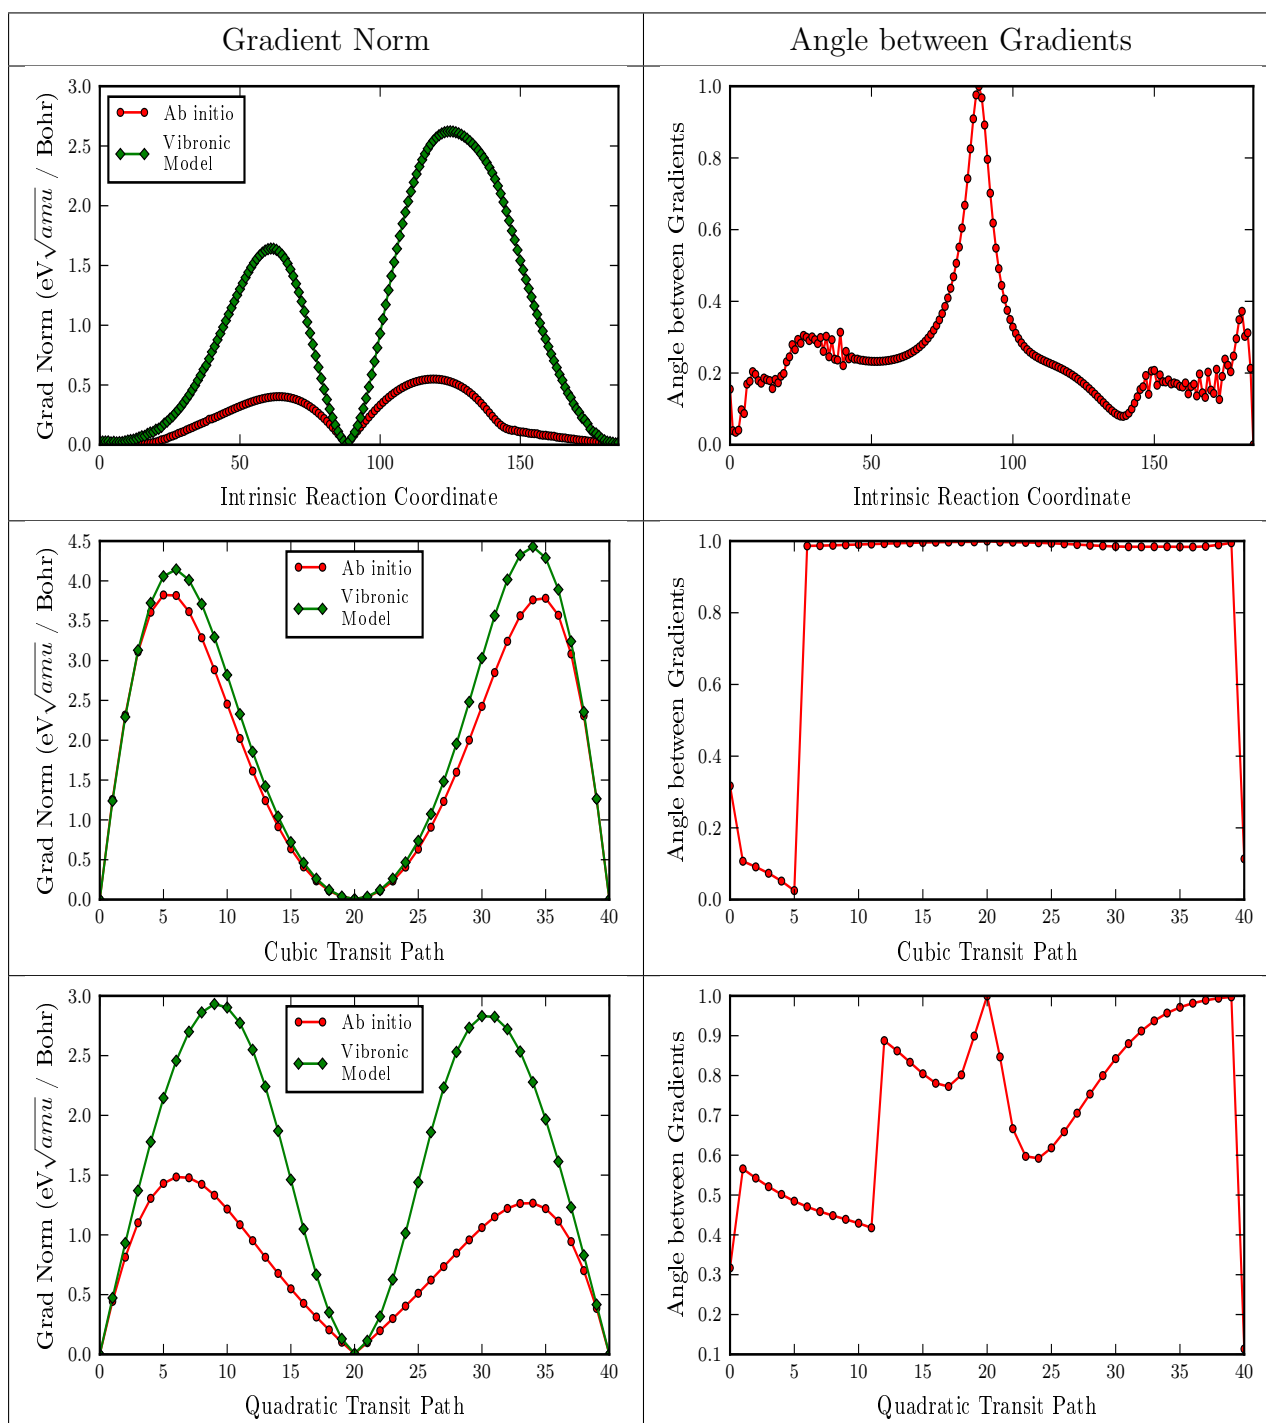 Gradient Norm
Angle between Gradients
Grad Norm (eV√amu / Bohr)
3.0
2.5
2.0
1.5
1.0
0.5
0.0
Ab initio
Vibronic
Model
0 50 100 150
Intrinsic Reaction Coordinate
Angle between Gradients
1.0
0.8
0.6
0.4
0.2
0.0
0 50 100 150
Intrinsic Reaction Coordinate
Grad Norm (eV√amu / Bohr)
4.5
4.0
3.5
3.0
2.5
2.0
1.5
1.0
0.5
0.0
Ab initio
Vibronic
Model
0 5 10 15 20 25 30 35 40
Cubic Transit Path
Angle between Gradients
1.0
0.8
0.6
0.4
0.2
0.0
0 5 10 15 20 25 30 35 40
Cubic Transit Path
Grad Norm (eV√amu / Bohr)
3.0
2.5
2.0
1.5
1.0
0.5
0.0
Ab initio
Vibronic
Model
0 5 10 15 20 25 30 35 40
Quadratic Transit Path
Angle between Gradients
1.0
0.9
0.8
0.7
0.6
0.5
0.4
0.3
0.2
0.1
0 5 10 15 20 25 30 35 40
Quadratic Transit Path